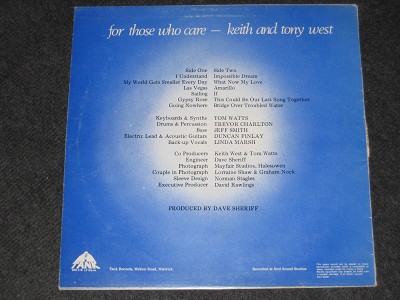 for those who care – keith and tony west
Side One Side Two
I Understand Impossible Dream
My World Gets Smaller Every Day What Now My Love
Las Vegas Amarillo
Sailing If
Gypsy Rose This Could Be Our Last Song Together
Going Nowhere Bridge Over Troubled Water
Keyboards & Synths TOM WATTS
Drums & Percussion TREVOR CHARLTON
Bass JEFF SMITH
Electric Lead & Acoustic Guitars DUNCAN FINLAY
Back-up Vocals LINDA MARSH
Co Producers Keith West & Tom Watts
Engineer Dave Sheriff
Photograph Mayfair Studios, Halesowen
Couple in Photograph Lorraine Shaw & Graham Nock
Sleeve Design Norman Stagles
Executive Producer David Rawlings
PRODUCED BY DAVE SHERIFF